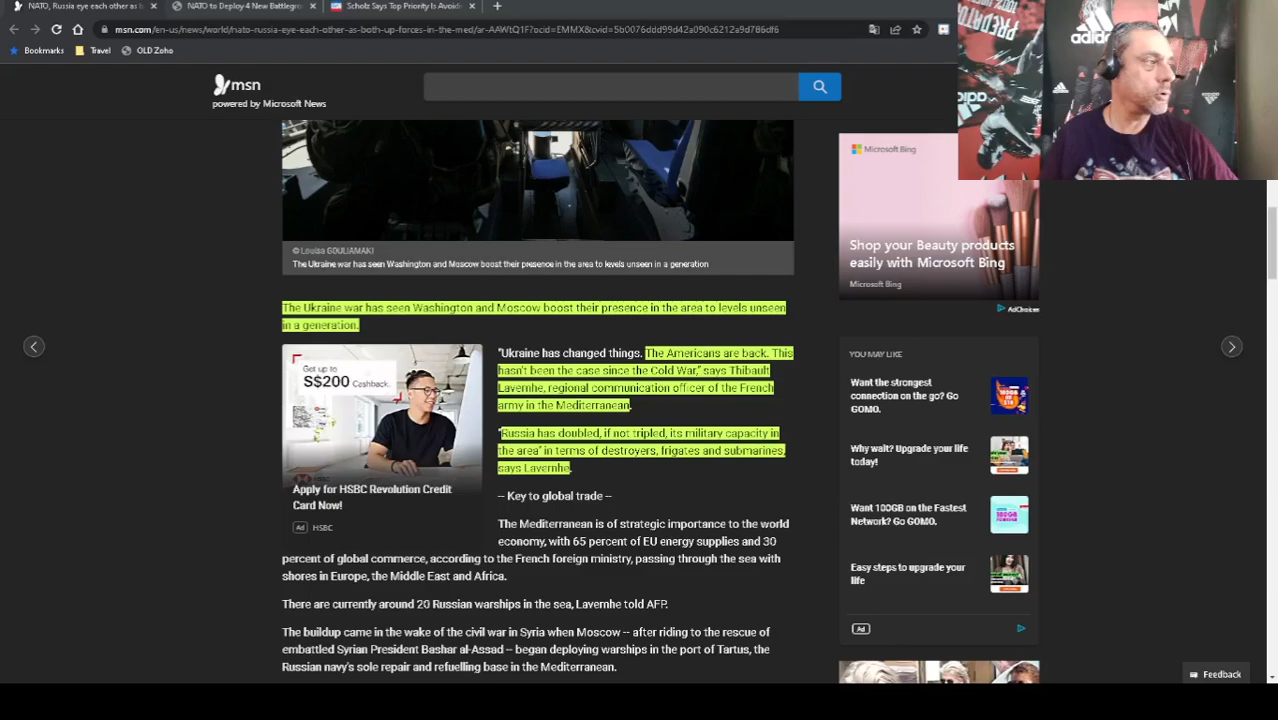 NATO, Russia eye each other as
NATO to Deploy 4 New Battlegro
Scholz Says Top Priority Is Avoidi
msn.com/en-us/news/world/nato-russia-eye-each-other-as-both-up-forces-in-the-med/ar-AAWtQ1F?ocid=EMMX&cvid=5b0076ddd99d42a090c6212a9d786df6
Bookmarks
Travel
OLD Zoho
msn
powered by Microsoft News
adidas
PREDATOR
© Louisa GOULIAMAKI
The Ukraine war has seen Washington and Moscow boost their presence in the area to levels unseen in a generation
The Ukraine war has seen Washington and Moscow boost their presence in the area to levels unseen
in a generation.
Get up to
S$200 Cashback.
Apply for HSBC Revolution Credit
Card Now!
Ad HSBC
"Ukraine has changed things. The Americans are back. This
hasn't been the case since the Cold War," says Thibault
Lavernhe, regional communication officer of the French
army in the Mediterranean.
"Russia has doubled, if not tripled, its military capacity in
the area" in terms of destroyers, frigates and submarines,
says Lavernhe.
-- Key to global trade --
The Mediterranean is of strategic importance to the world
economy, with 65 percent of EU energy supplies and 30
percent of global commerce, according to the French foreign ministry, passing through the sea with
shores in Europe, the Middle East and Africa.
There are currently around 20 Russian warships in the sea, Lavernhe told AFP.
The buildup came in the wake of the civil war in Syria when Moscow -- after riding to the rescue of
embattled Syrian President Bashar al-Assad -- began deploying warships in the port of Tartus, the
Russian navy's sole repair and refuelling base in the Mediterranean.
Microsoft Bing
Shop your Beauty products
easily with Microsoft Bing
Microsoft Bing
AdChoices
YOU MAY LIKE
Want the strongest
connection on the go? Go
GOMO.
Why wait? Upgrade your life
today!
Want 100GB on the Fastest
Network? Go GOMO.
Easy steps to upgrade your
life
Ad
Feedback